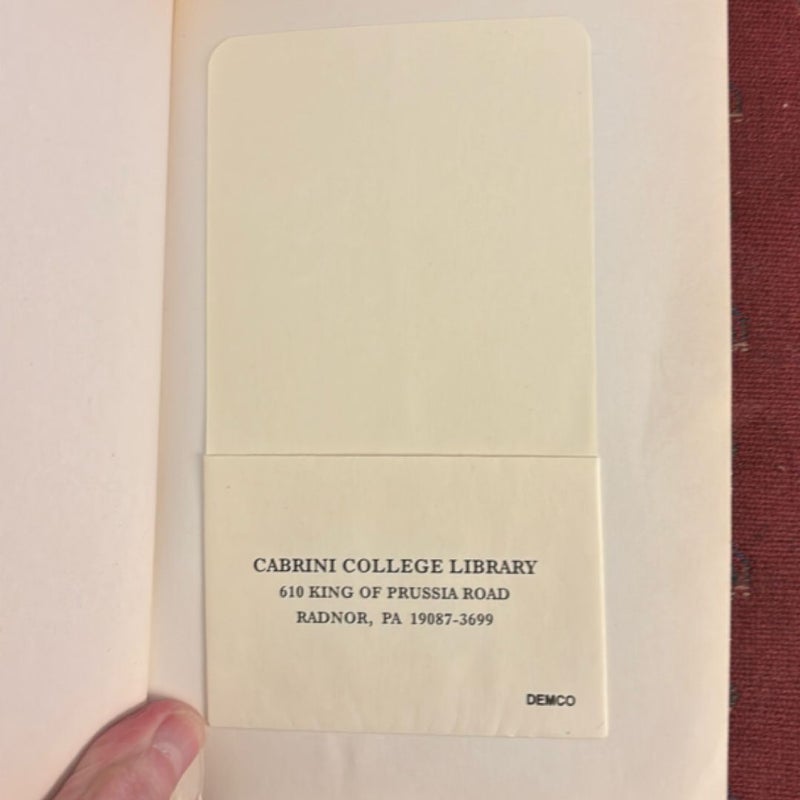 CABRINI COLLEGE LIBRARY
610 KING OF PRUSSIA ROAD
RADNOR, PA 19087-3699
DEMCO